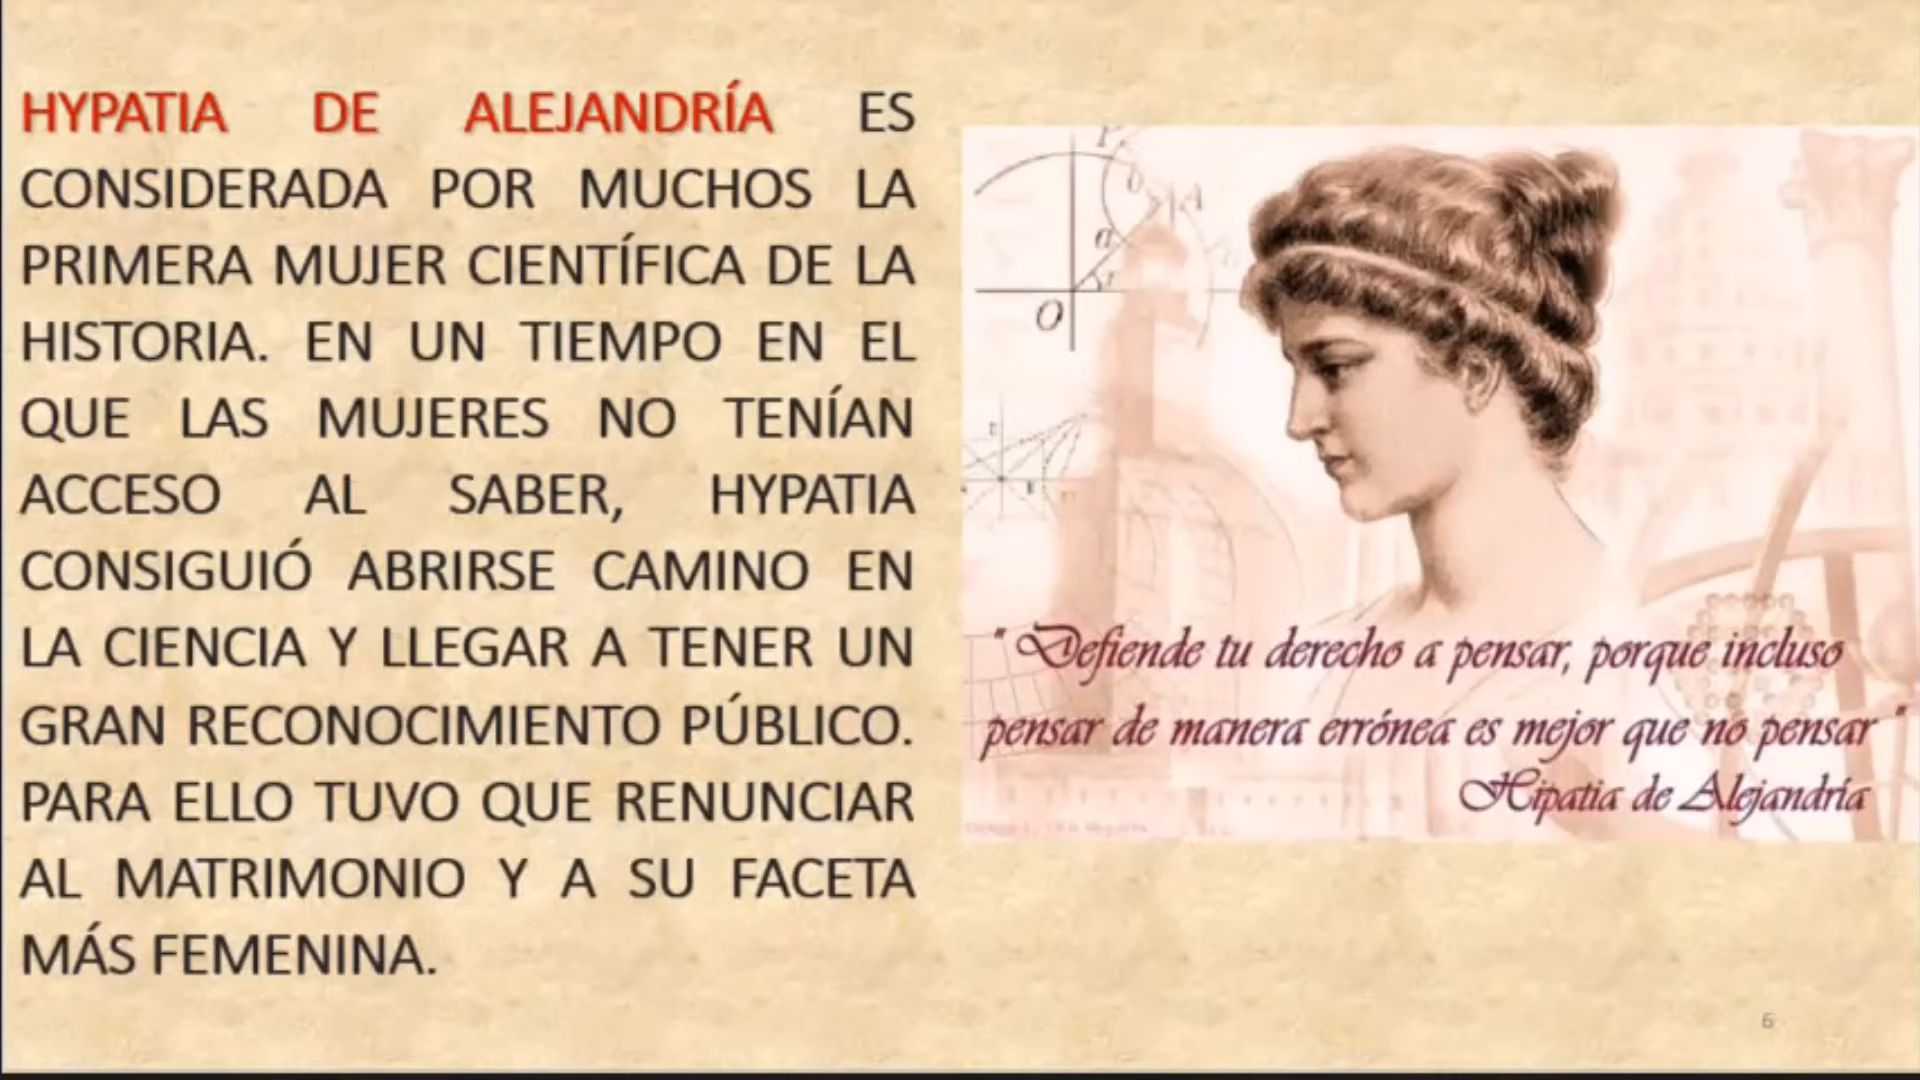 HYPATIA DE ALEJANDRÍA ES
CONSIDERADA POR MUCHOS LA
PRIMERA MUJER CIENTÍFICA DE LA
HISTORIA. EN UN TIEMPO EN EL
QUE LAS MUJERES NO TENÍAN
ACCESO AL SABER, HYPATIA
CONSIGUIÓ ABRIRSE CAMINO EN
LA CIENCIA Y LLEGAR A TENER UN
GRAN RECONOCIMIENTO PÚBLICO.
PARA ELLO TUVO QUE RENUNCIAR
AL MATRIMONIO Y A SU FACETA
MÁS FEMENINA.
P
A
a
O
" Defiende tu derecho a pensar, porque incluso
pensar de manera errónea es mejor que no pensar "
Hipatia de Alejandría
6